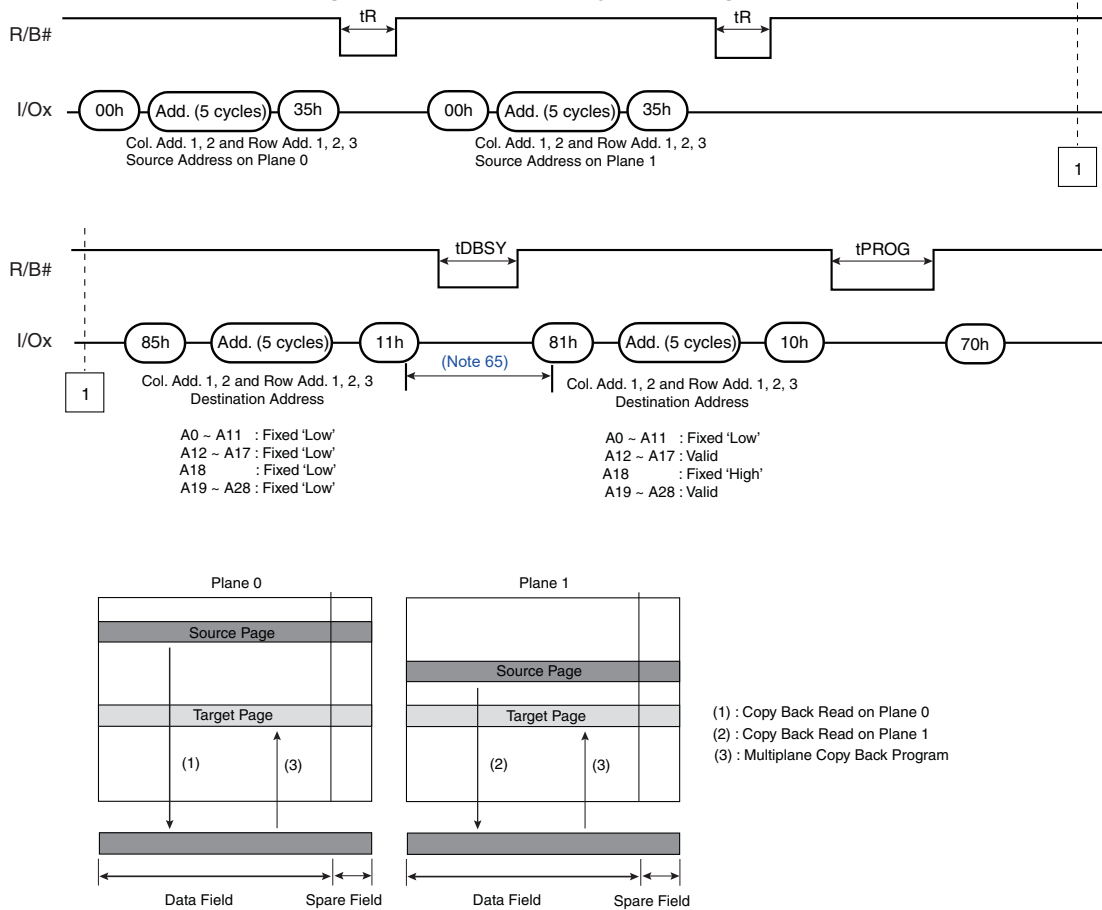 tR
tR
R/B#
I/Ox
00h
Add. (5 cycles)
35h
00h
Add. (5 cycles)
35h
Col. Add. 1, 2 and Row Add. 1, 2, 3
Source Address on Plane 0
Col. Add. 1, 2 and Row Add. 1, 2, 3
Source Address on Plane 1
1
tDBSY
tPROG
R/B#
I/Ox
85h
Add. (5 cycles)
11h
(Note 65)
81h
Add. (5 cycles)
10h
70h
1
Col. Add. 1, 2 and Row Add. 1, 2, 3
Destination Address
Col. Add. 1, 2 and Row Add. 1, 2, 3
Destination Address
A0 ~ A11 : Fixed ‘Low’
A12 ~ A17 : Fixed ‘Low’
A18 : Fixed ‘Low’
A19 ~ A28 : Fixed ‘Low’
A0 ~ A11 : Fixed ‘Low’
A12 ~ A17 : Valid
A18 : Fixed ‘High’
A19 ~ A28 : Valid
Plane 0
Plane 1
Source Page
Source Page
Target Page
Target Page
(1)
(3)
(2)
(3)
(1) : Copy Back Read on Plane 0
(2) : Copy Back Read on Plane 1
(3) : Multiplane Copy Back Program
Data Field
Spare Field
Data Field
Spare Field